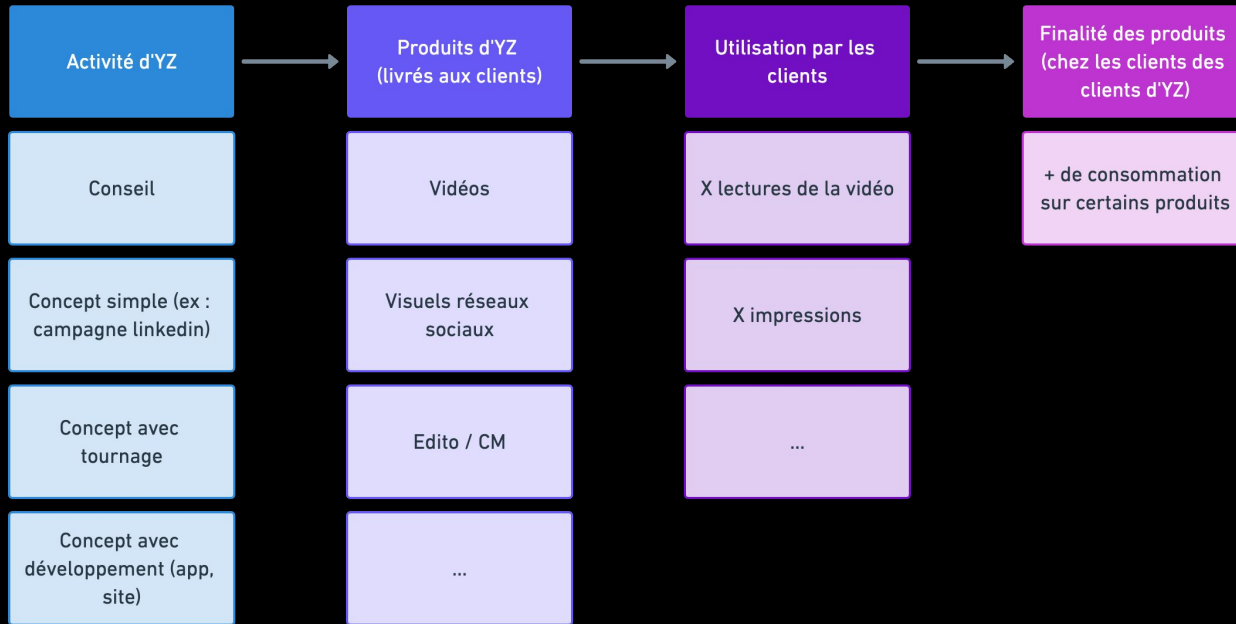 Activité d'YZ
Produits d'YZ
(livrés aux clients)
Utilisation par les
clients
Finalité des produits
(chez les clients des
clients d'YZ)
Conseil
Vidéos
X lectures de la vidéo
+ de consommation
sur certains produits
Concept simple (ex :
campagne linkedin)
Visuels réseaux
sociaux
X impressions
Concept avec
tournage
Edito / CM
...
Concept avec
développement (app,
site)
...